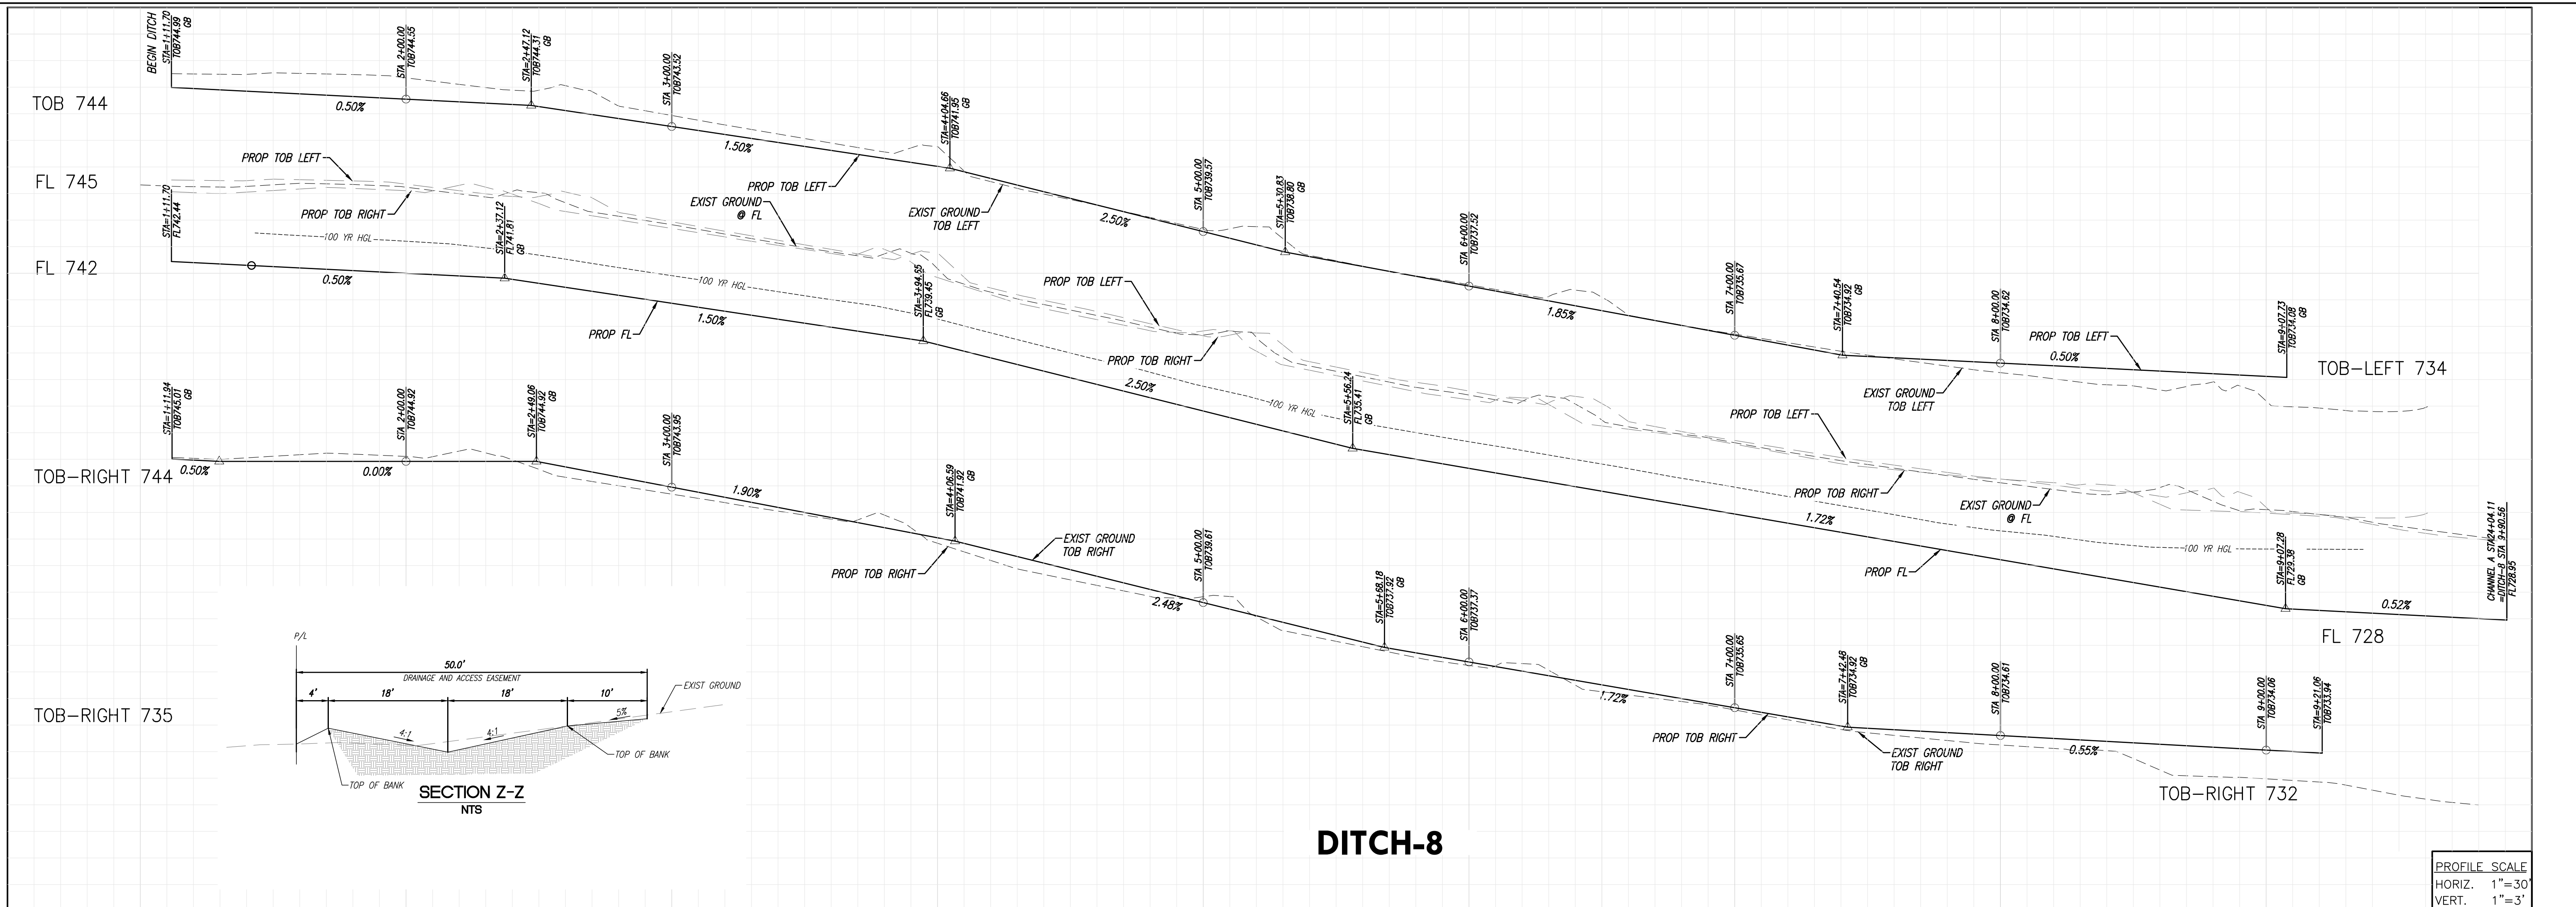 BEGIN DITCH
STA=1+11.70
TOB744.99
GB
STA 2+00.00
TOB744.55
STA=2+47.12
TOB744.31
GB
STA 3+00.00
TOB743.52
STA=4+04.66
TOB741.95
GB
STA 5+00.00
TOB739.57
STA=5+30.83
TOB738.80
GB
STA 6+00.00
TOB737.52
STA 7+00.00
TOB735.67
STA=7+40.54
TOB734.92
GB
STA 8+00.00
TOB734.62
STA=9+07.73
TOB734.08
GB
TOB 744
0.50%
1.50%
PROP TOB LEFT
EXIST GROUND
TOB LEFT
2.50%
1.85%
PROP TOB LEFT
0.50%
TOB-LEFT 734
EXIST GROUND
TOB LEFT
FL 745
PROP TOB LEFT
PROP TOB RIGHT
EXIST GROUND
@ FL
PROP TOB LEFT
PROP TOB RIGHT
PROP TOB LEFT
PROP TOB RIGHT
EXIST GROUND
@ FL
STA=1+11.70
FL742.44
100 YR HGL
STA=2+37.12
FL741.81
GB
100 YR HGL
STA=3+94.65
FL739.45
GB
100 YR HGL
STA=5+56.24
FL735.41
GB
100 YR HGL
STA=9+07.28
FL729.38
GB
CHANNEL A STA24+04.11
=DITCH-8 STA 9+90.56
FL728.95
FL 742
0.50%
PROP FL
1.50%
2.50%
1.72%
PROP FL
0.52%
FL 728
STA=1+11.94
TOB745.01
GB
STA 2+00.00
TOB744.92
STA=2+49.06
TOB744.92
GB
STA 3+00.00
TOB743.95
STA=4+06.59
TOB741.92
GB
STA 5+00.00
TOB739.61
STA=5+68.18
TOB737.92
GB
STA 6+00.00
TOB737.37
STA 7+00.00
TOB735.65
STA=7+42.48
TOB734.92
GB
STA 8+00.00
TOB734.61
STA 9+00.00
TOB734.06
STA=9+21.06
TOB733.94
TOB-RIGHT 744
0.50%
0.00%
1.90%
PROP TOB RIGHT
EXIST GROUND
TOB RIGHT
2.48%
1.72%
PROP TOB RIGHT
EXIST GROUND
TOB RIGHT
0.55%
TOB-RIGHT 732
TOB-RIGHT 735
P/L
50.0'
DRAINAGE AND ACCESS EASEMENT
4'
18'
18'
10'
EXIST GROUND
5%
4:1
4:1
TOP OF BANK
TOP OF BANK
SECTION Z-Z
NTS
DITCH-8
PROFILE SCALE
HORIZ. 1"=30'
VERT. 1"=3'